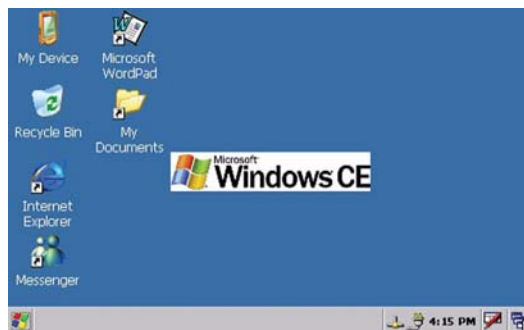 My Device
Microsoft
WordPad
Recycle Bin
My
Documents
Microsoft
Windows CE
Internet
Explorer
Messenger
4:15 PM